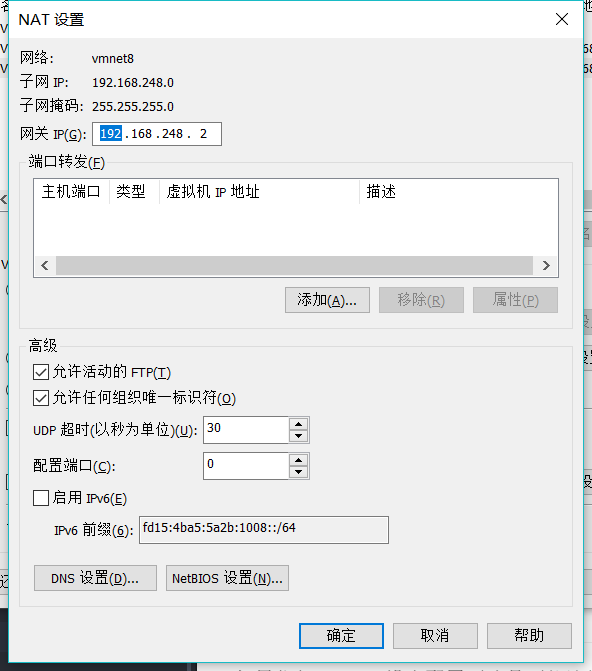 NAT 设置
网络: vmnet8
子网 IP: 192.168.248.0
子网掩码: 255.255.255.0
网关 IP(G): 192 . 168 . 248 . 2
端口转发(F)
主机端口 类型 虚拟机 IP 地址 描述
添加(A)... 移除(R) 属性(P)
高级
允许活动的 FTP(T)
允许任何组织唯一标识符(O)
UDP 超时(以秒为单位)(U): 30
配置端口(C): 0
启用 IPv6(E)
IPv6 前缀(6): fd15:4ba5:5a2b:1008::/64
DNS 设置(D)... NetBIOS 设置(N)...
确定 取消 帮助